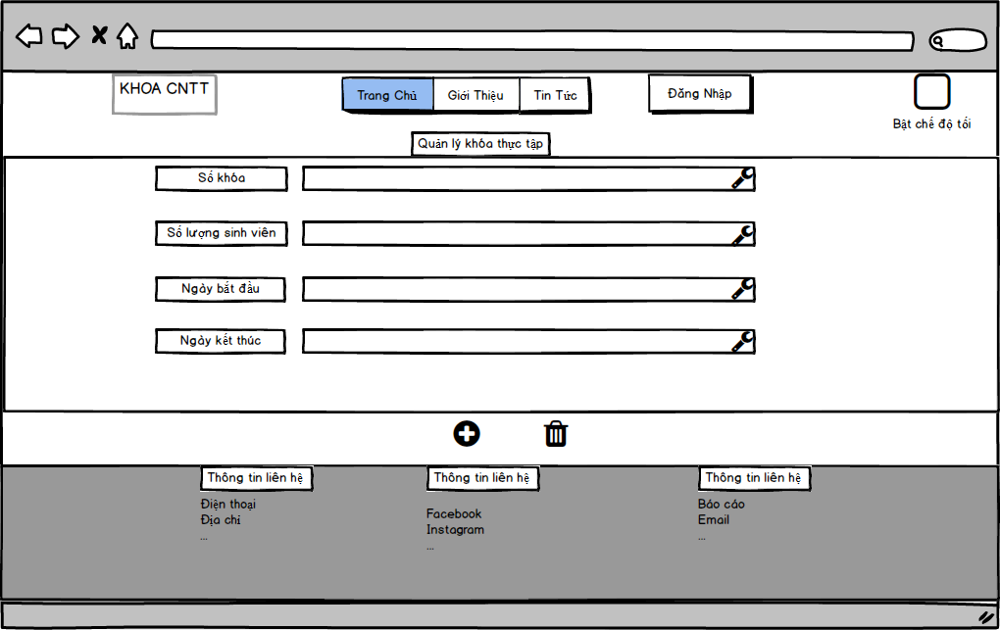 KHOA CNTT
Trang Chủ
Giới Thiệu
Tin Tức
Đăng Nhập
Bật chế độ tối
Quản lý khóa thực tập
Số khóa
Số lượng sinh viên
Ngày bắt đầu
Ngày kết thúc
Thông tin liên hệ
Điện thoại
Địa chỉ
...
Thông tin liên hệ
Facebook
Instagram
...
Thông tin liên hệ
Báo cáo
Email
...